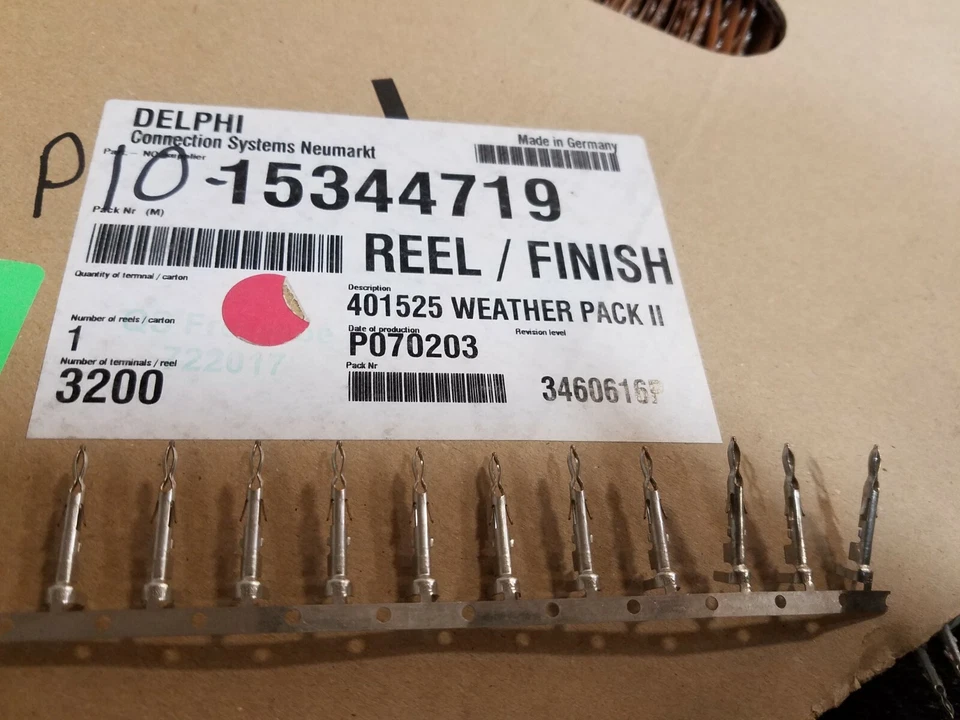 DELPHI
Connection Systems Neumarkt
Made in Germany
P10-15344719
Pack Nr (M)
REEL / FINISH
Quantity of termnal / carton
Description
401525 WEATHER PACK II
Number of reels / carton
1
Date of production
Revision level
P070203
Number of terminals / reel
3200
Pack Nr
3460616P
722017